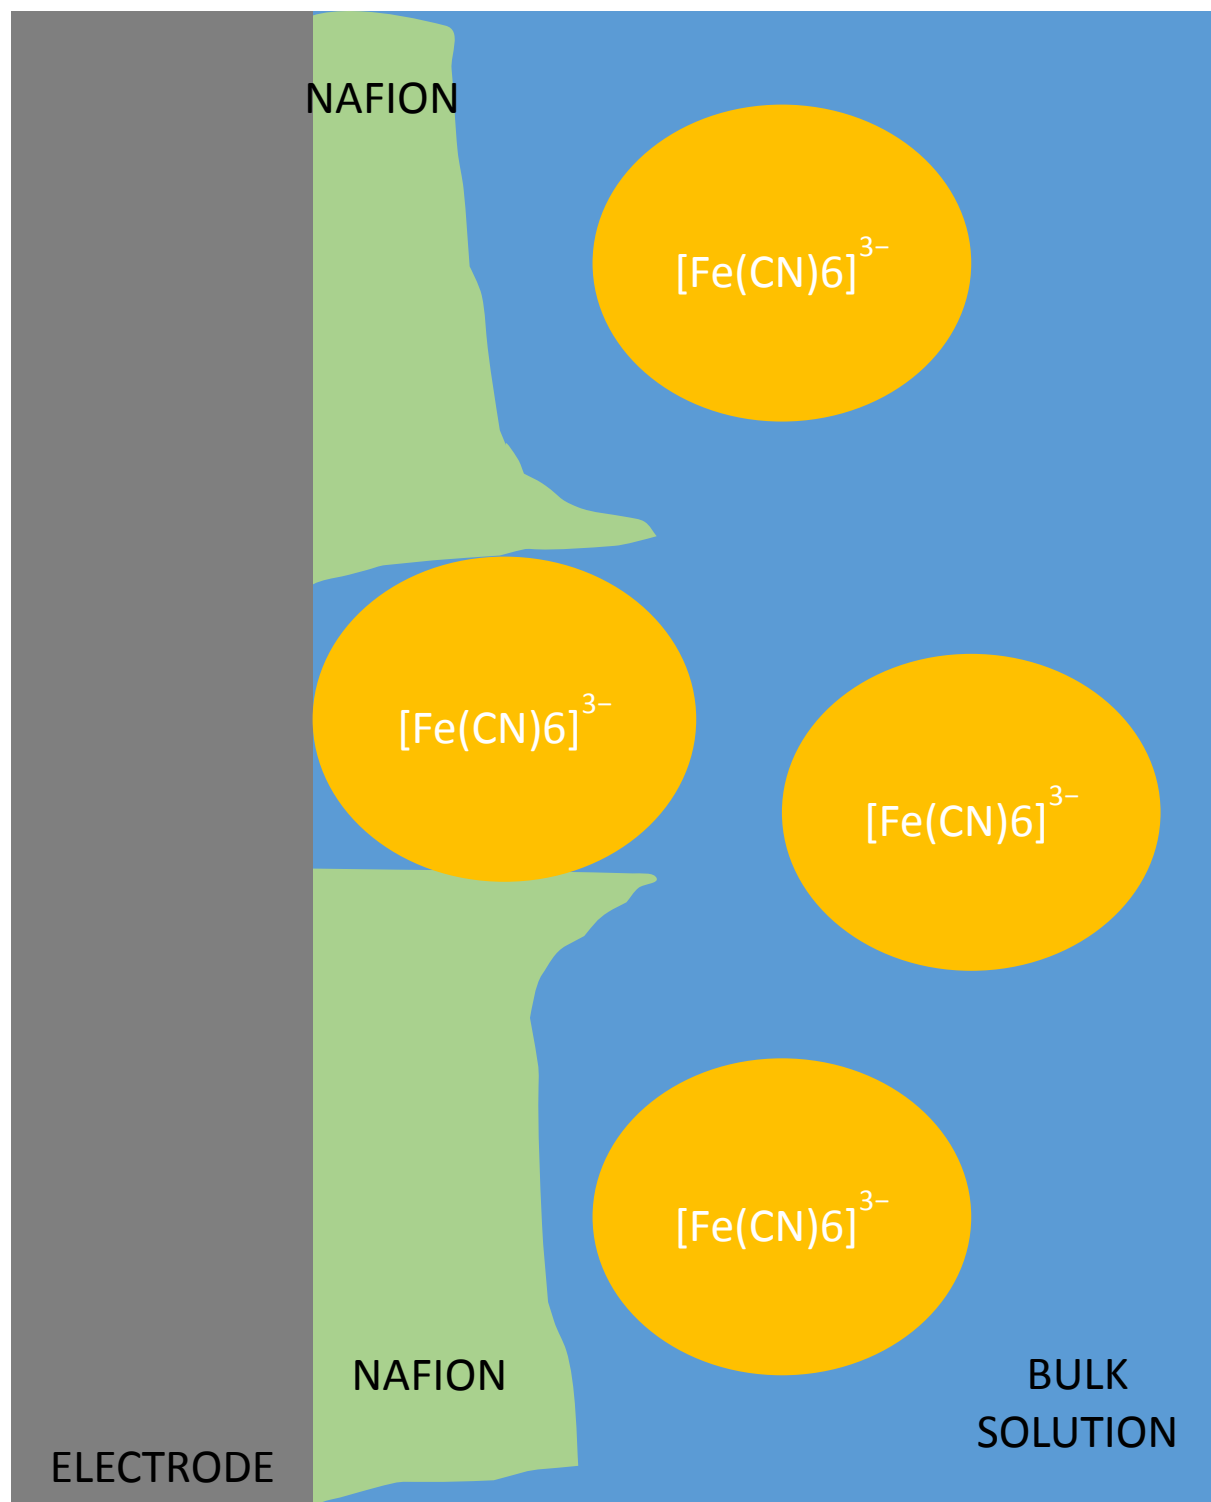 NAFION
[Fe(CN)6]³⁻
[Fe(CN)6]³⁻
[Fe(CN)6]³⁻
[Fe(CN)6]³⁻
NAFION
BULK
SOLUTION
ELECTRODE